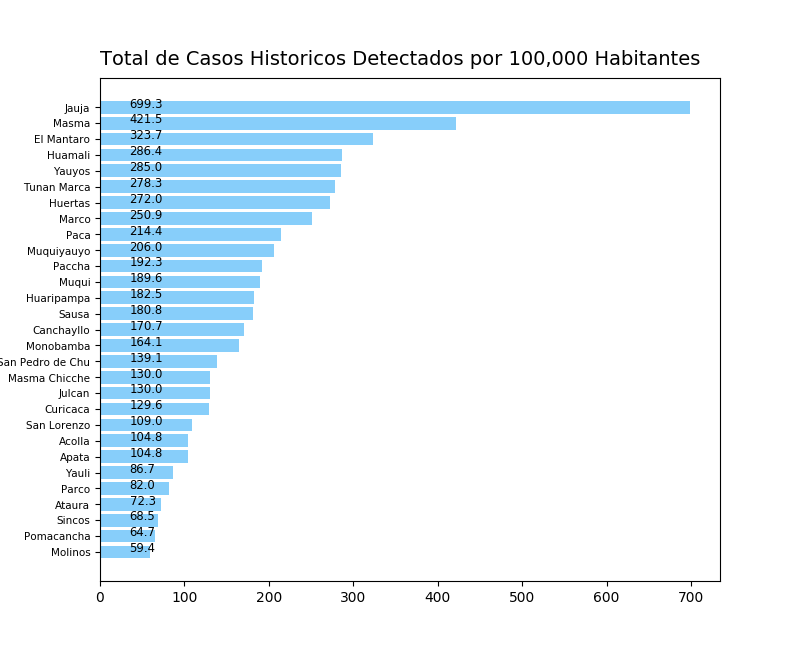 Total de Casos Historicos Detectados por 100,000 Habitantes
Jauja 699.3
Masma 421.5
El Mantaro 323.7
Huamali 286.4
Yauyos 285.0
Tunan Marca 278.3
Huertas 272.0
Marco 250.9
Paca 214.4
Muquiyauyo 206.0
Paccha 192.3
Muqui 189.6
Huaripampa 182.5
Sausa 180.8
Canchayllo 170.7
Monobamba 164.1
San Pedro de Chu 139.1
Masma Chicche 130.0
Julcan 130.0
Curicaca 129.6
San Lorenzo 109.0
Acolla 104.8
Apata 104.8
Yauli 86.7
Parco 82.0
Ataura 72.3
Sincos 68.5
Pomacancha 64.7
Molinos 59.4
0 100 200 300 400 500 600 700